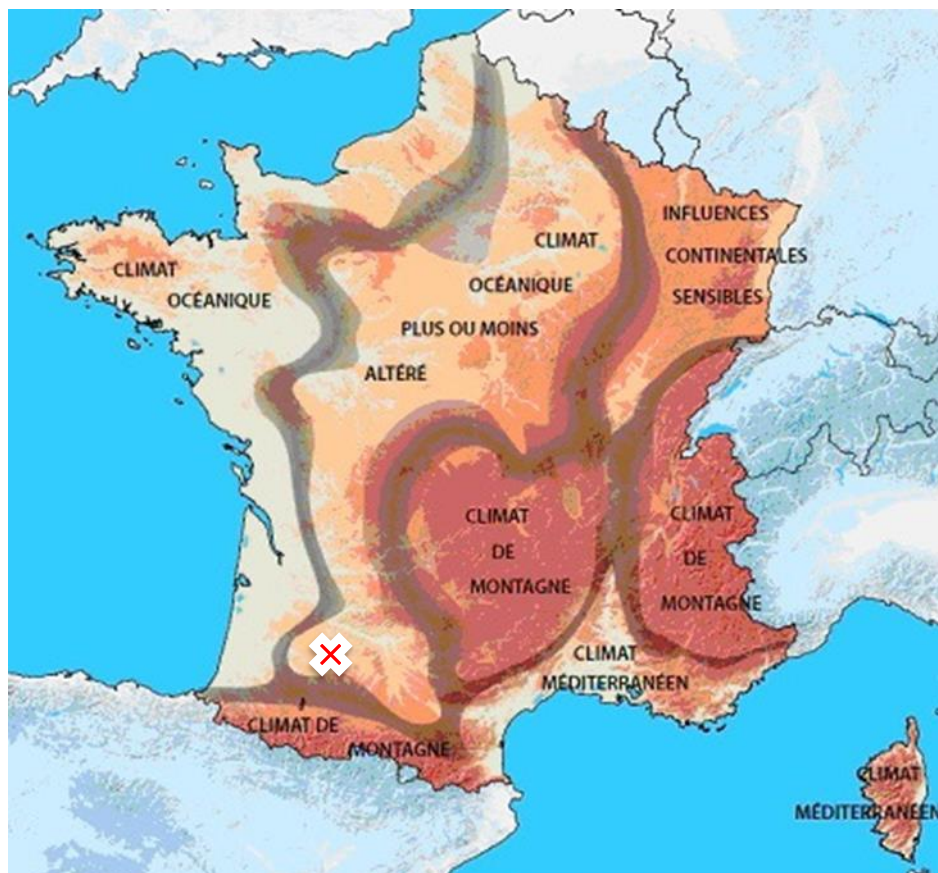 CLIMAT
OCÉANIQUE
CLIMAT
OCÉANIQUE
PLUS OU MOINS
ALTÉRÉ
INFLUENCES
CONTINENTALES
SENSIBLES
CLIMAT
DE
MONTAGNE
CLIMAT
DE
MONTAGNE
CLIMAT
MÉDITERRANÉEN
CLIMAT DE
MONTAGNE
CLIMAT
MÉDITERRANÉEN